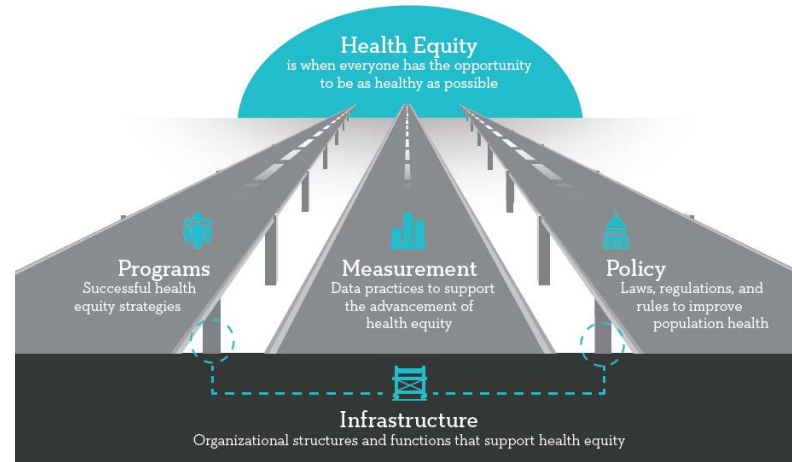 Health Equity
is when everyone has the opportunity
to be as healthy as possible
Programs
Successful health
equity strategies
Measurement
Data practices to support
the advancement of
health equity
Policy
Laws, regulations, and
rules to improve
population health
Infrastructure
Organizational structures and functions that support health equity